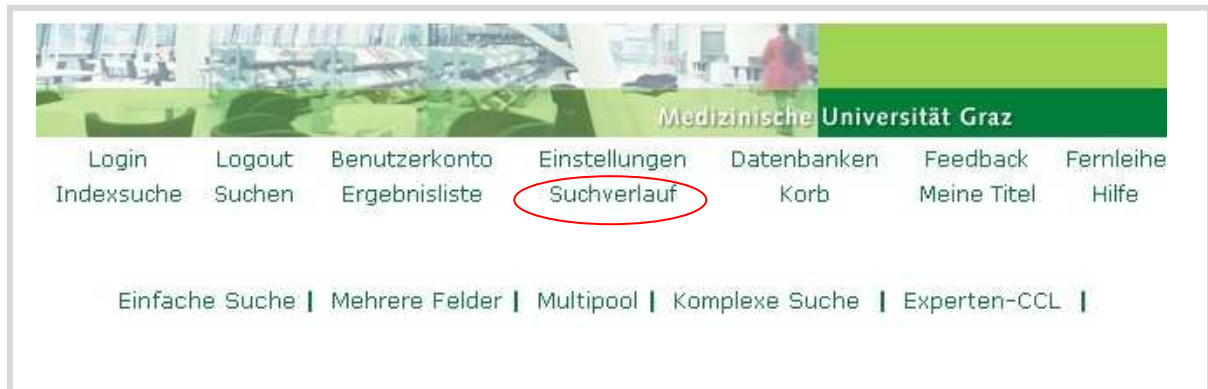 Medizinische Universität Graz
Login Logout Benutzerkonto Einstellungen Datenbanken Feedback Fernleihe
Indexsuche Suchen Ergebnisliste Suchverlauf Korb Meine Titel Hilfe
Einfache Suche | Mehrere Felder | Multipool | Komplexe Suche | Experten-CCL |